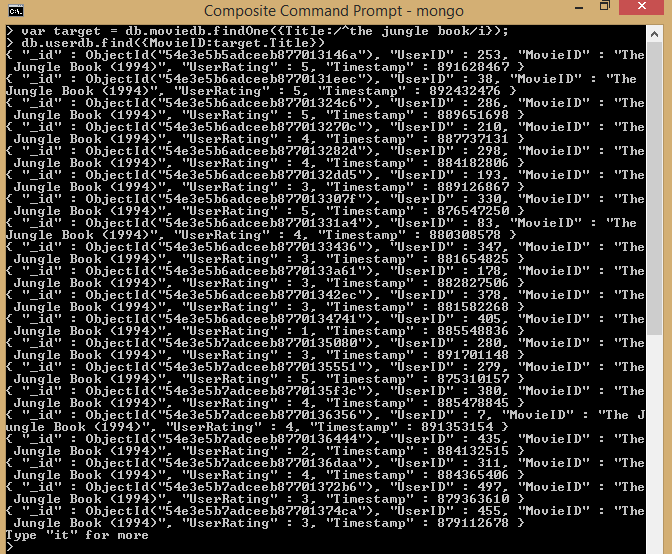 Composite Command Prompt - mongo
> var target = db.moviedb.findOne({Title:/^the jungle book/i});
> db.userdb.find({MovieID:target.Title})
{ "_id" : ObjectId("54e3e5b5adceeb877013146a"), "UserID" : 253, "MovieID" : "The
 Jungle Book (1994)", "UserRating" : 5, "Timestamp" : 891628467 }
{ "_id" : ObjectId("54e3e5b6adceeb8770131eec"), "UserID" : 38, "MovieID" : "The
Jungle Book (1994)", "UserRating" : 5, "Timestamp" : 892432476 }
{ "_id" : ObjectId("54e3e5b6adceeb87701324c6"), "UserID" : 286, "MovieID" : "The
 Jungle Book (1994)", "UserRating" : 5, "Timestamp" : 889651698 }
{ "_id" : ObjectId("54e3e5b6adceeb877013270c"), "UserID" : 210, "MovieID" : "The
 Jungle Book (1994)", "UserRating" : 4, "Timestamp" : 887737131 }
{ "_id" : ObjectId("54e3e5b6adceeb877013282d"), "UserID" : 298, "MovieID" : "The
 Jungle Book (1994)", "UserRating" : 4, "Timestamp" : 884182806 }
{ "_id" : ObjectId("54e3e5b6adceeb8770132dd5"), "UserID" : 193, "MovieID" : "The
 Jungle Book (1994)", "UserRating" : 3, "Timestamp" : 889126867 }
{ "_id" : ObjectId("54e3e5b6adceeb877013307f"), "UserID" : 330, "MovieID" : "The
 Jungle Book (1994)", "UserRating" : 5, "Timestamp" : 876547250 }
{ "_id" : ObjectId("54e3e5b6adceeb87701331a4"), "UserID" : 83, "MovieID" : "The
Jungle Book (1994)", "UserRating" : 4, "Timestamp" : 880308578 }
{ "_id" : ObjectId("54e3e5b6adceeb8770133436"), "UserID" : 347, "MovieID" : "The
 Jungle Book (1994)", "UserRating" : 3, "Timestamp" : 881654825 }
{ "_id" : ObjectId("54e3e5b6adceeb8770133a61"), "UserID" : 178, "MovieID" : "The
 Jungle Book (1994)", "UserRating" : 3, "Timestamp" : 882827506 }
{ "_id" : ObjectId("54e3e5b6adceeb87701342ec"), "UserID" : 378, "MovieID" : "The
 Jungle Book (1994)", "UserRating" : 3, "Timestamp" : 881582268 }
{ "_id" : ObjectId("54e3e5b6adceeb8770134741"), "UserID" : 405, "MovieID" : "The
 Jungle Book (1994)", "UserRating" : 1, "Timestamp" : 885548836 }
{ "_id" : ObjectId("54e3e5b7adceeb8770135080"), "UserID" : 280, "MovieID" : "The
 Jungle Book (1994)", "UserRating" : 3, "Timestamp" : 891701148 }
{ "_id" : ObjectId("54e3e5b7adceeb8770135551"), "UserID" : 279, "MovieID" : "The
 Jungle Book (1994)", "UserRating" : 5, "Timestamp" : 875310157 }
{ "_id" : ObjectId("54e3e5b7adceeb8770135f3c"), "UserID" : 380, "MovieID" : "The
 Jungle Book (1994)", "UserRating" : 4, "Timestamp" : 885479845 }
{ "_id" : ObjectId("54e3e5b7adceeb8770136356"), "UserID" : 7, "MovieID" : "The J
ungle Book (1994)", "UserRating" : 4, "Timestamp" : 891353154 }
{ "_id" : ObjectId("54e3e5b7adceeb8770136444"), "UserID" : 435, "MovieID" : "The
 Jungle Book (1994)", "UserRating" : 2, "Timestamp" : 884132515 }
{ "_id" : ObjectId("54e3e5b7adceeb8770136daa"), "UserID" : 311, "MovieID" : "The
 Jungle Book (1994)", "UserRating" : 4, "Timestamp" : 884365406 }
{ "_id" : ObjectId("54e3e5b7adceeb87701372b6"), "UserID" : 497, "MovieID" : "The
 Jungle Book (1994)", "UserRating" : 3, "Timestamp" : 879363610 }
{ "_id" : ObjectId("54e3e5b7adceeb87701374ca"), "UserID" : 455, "MovieID" : "The
 Jungle Book (1994)", "UserRating" : 3, "Timestamp" : 879112678 }
Type "it" for more
>